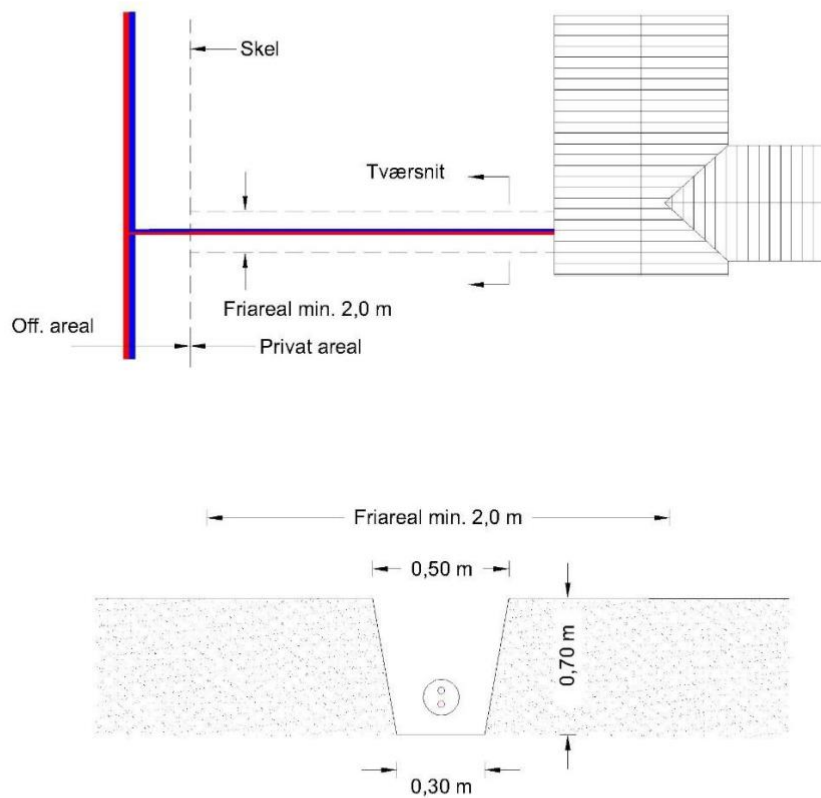 Skel
Tværsnit
Friareal min. 2,0 m
Off. areal
Privat areal
Friareal min. 2,0 m
0,50 m
0,70 m
0,30 m